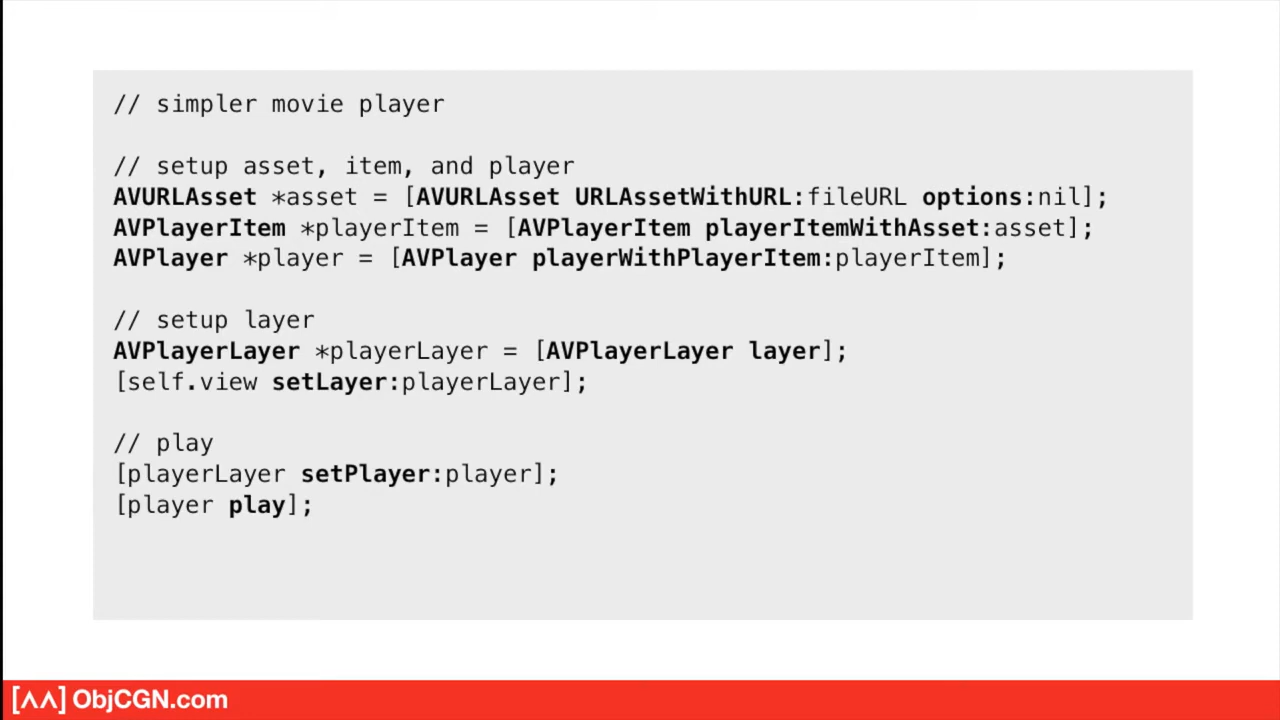 // simpler movie player
// setup asset, item, and player
AVURLAsset *asset = [AVURLAsset URLAssetWithURL:fileURL options:nil];
AVPlayerItem *playerItem = [AVPlayerItem playerItemWithAsset:asset];
AVPlayer *player = [AVPlayer playerWithPlayerItem:playerItem];
// setup layer
AVPlayerLayer *playerLayer = [AVPlayerLayer layer];
[self.view setLayer:playerLayer];
// play
[playerLayer setPlayer:player];
[player play];
[ʌʌ] ObjCGN.com